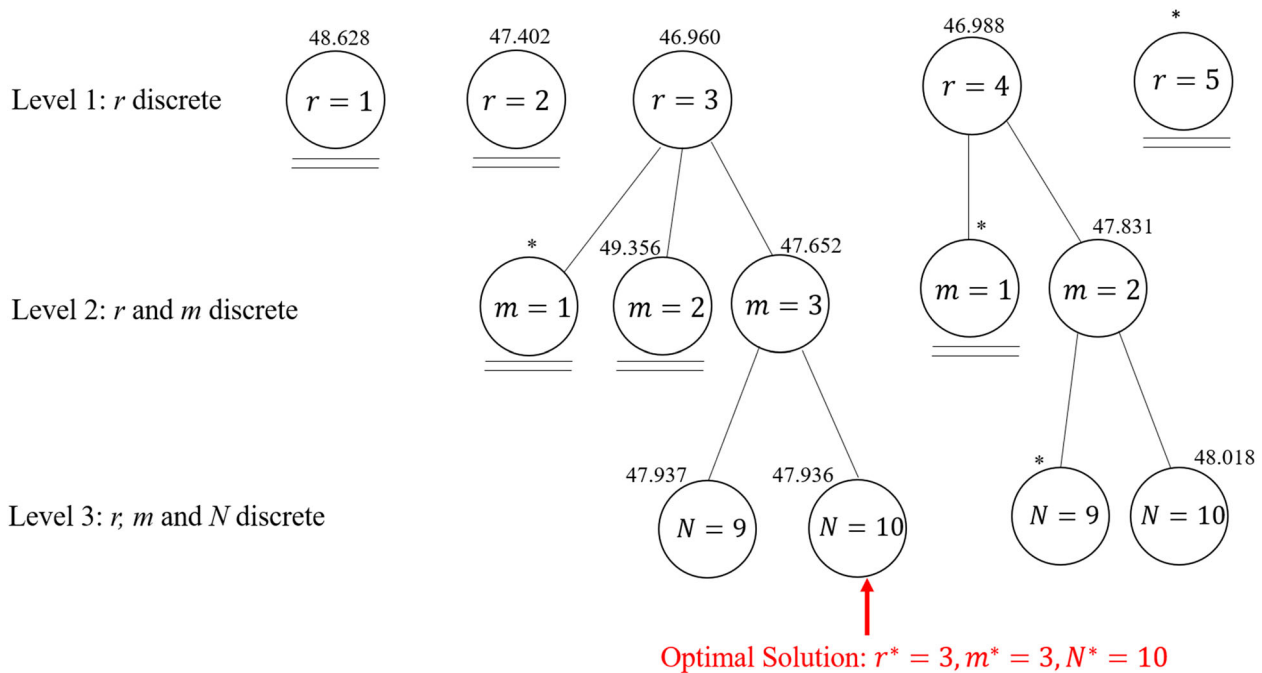 48.628 47.402 46.960 46.988 *
Level 1: r discrete r = 1 r = 2 r = 3 r = 4 r = 5
* 49.356 47.652 * 47.831
Level 2: r and m discrete m = 1 m = 2 m = 3 m = 1 m = 2
47.937 47.936 * 48.018
Level 3: r, m and N discrete N = 9 N = 10 N = 9 N = 10
Optimal Solution: r* = 3, m* = 3, N* = 10